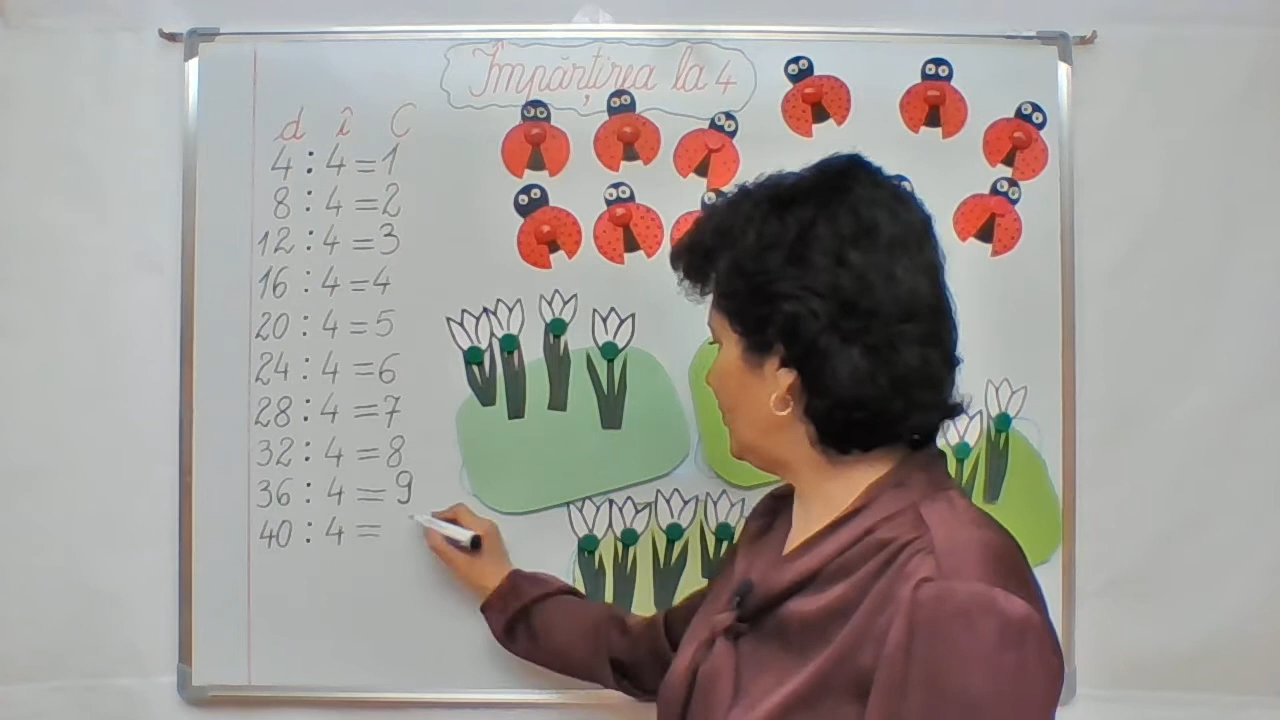 Împărțirea la 4
d î C
4 : 4 = 1
8 : 4 = 2
12 : 4 = 3
16 : 4 = 4
20 : 4 = 5
24 : 4 = 6
28 : 4 = 7
32 : 4 = 8
36 : 4 = 9
40 : 4 =